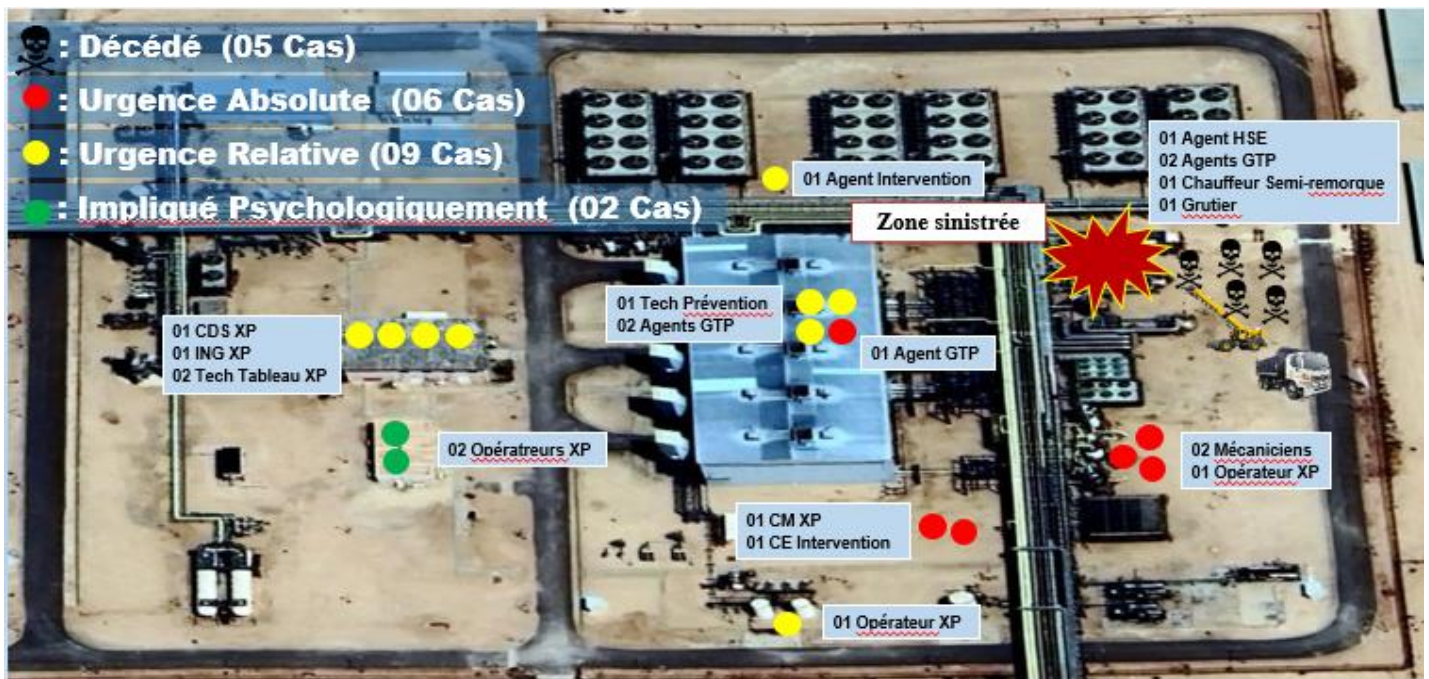 : Décédé (05 Cas)
: Urgence Absolute (06 Cas)
: Urgence Relative (09 Cas)
: Impliqué Psychologiquement (02 Cas)
01 Agent Intervention
Zone sinistrée
01 Agent HSE
02 Agents GTP
01 Chauffeur Semi-remorque
01 Grutier
01 CDS XP
01 ING XP
02 Tech Tableau XP
01 Tech Prévention
02 Agents GTP
01 Agent GTP
02 Opératreurs XP
02 Mécaniciens
01 Opérateur XP
01 CM XP
01 CE Intervention
01 Opérateur XP